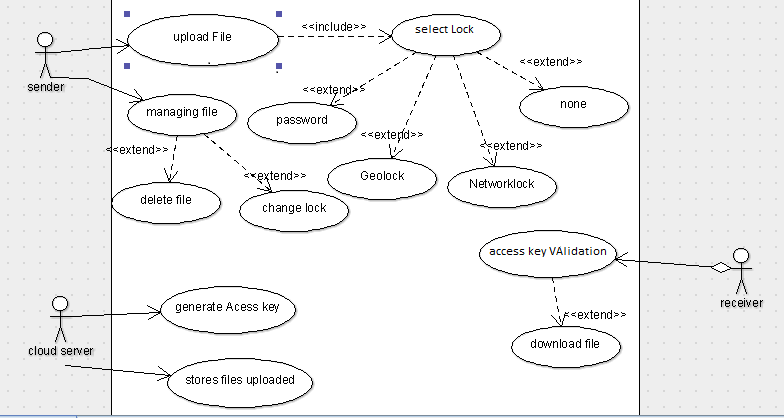 upload File
<<include>>
select Lock
sender
<<extend>>
<<extend>>
none
managing file
password
<<extend>>
<<extend>>
<<extend>>
<<extend>>
Geolock
Networklock
delete file
change lock
access key VAlidation
receiver
generate Acess key
<<extend>>
cloud server
download file
stores files uploaded